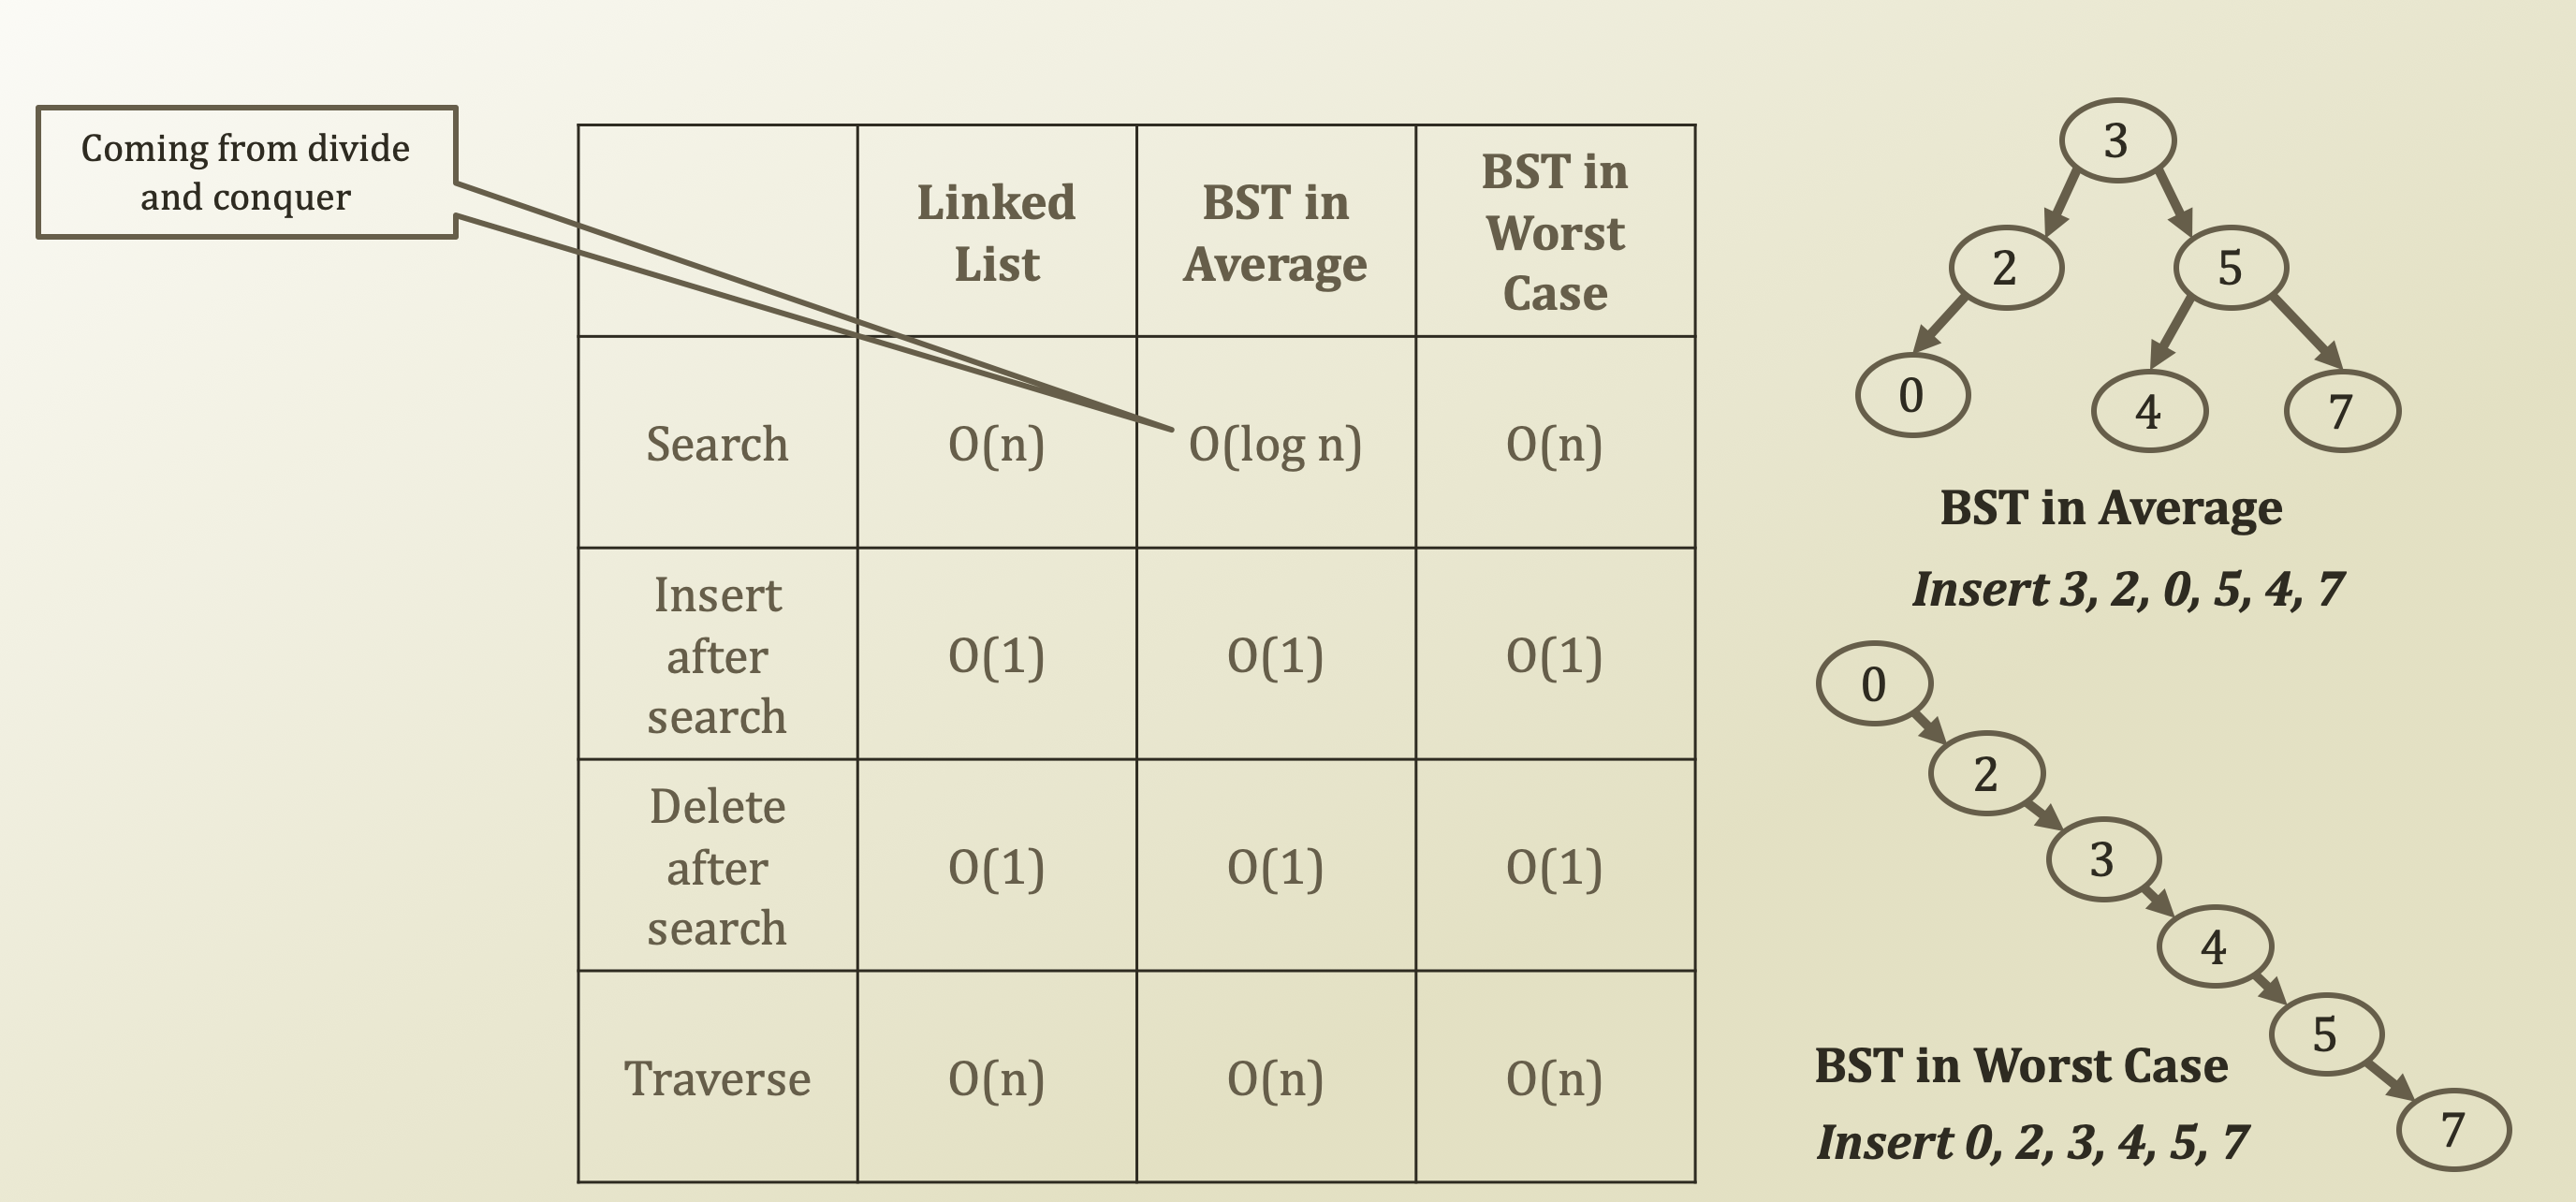 Coming from divide
and conquer
Linked
List
BST in
Average
BST in
Worst
Case
Search
O(n)
O(log n)
O(n)
Insert
after
search
O(1)
O(1)
O(1)
Delete
after
search
O(1)
O(1)
O(1)
Traverse
O(n)
O(n)
O(n)
3
2
5
0
4
7
BST in Average
Insert 3, 2, 0, 5, 4, 7
0
2
3
4
5
7
BST in Worst Case
Insert 0, 2, 3, 4, 5, 7